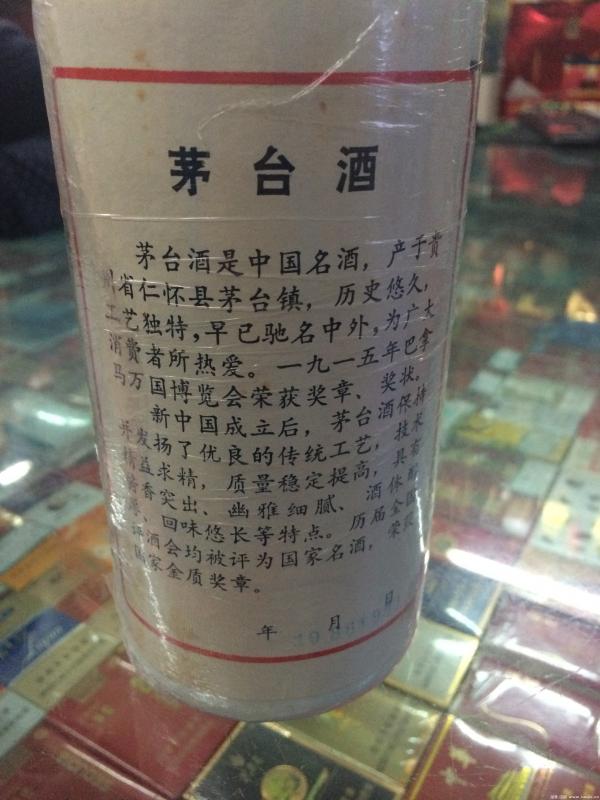 茅台酒
茅台酒是中国名酒，产于贵
州省仁怀县茅台镇，历史悠久，
工艺独特，早已驰名中外，为广大
消费者所热爱。一九一五年巴拿
马万国博览会荣获奖章、奖状。
新中国成立后，茅台酒保持
并发扬了优良的传统工艺，技术
精益求精，质量稳定提高，具有
香突出、幽雅细腻、酒体醇
、回味悠长等特点。历届全国
评酒会均被评为国家名酒，荣获
国家金质奖章。
年 月 日